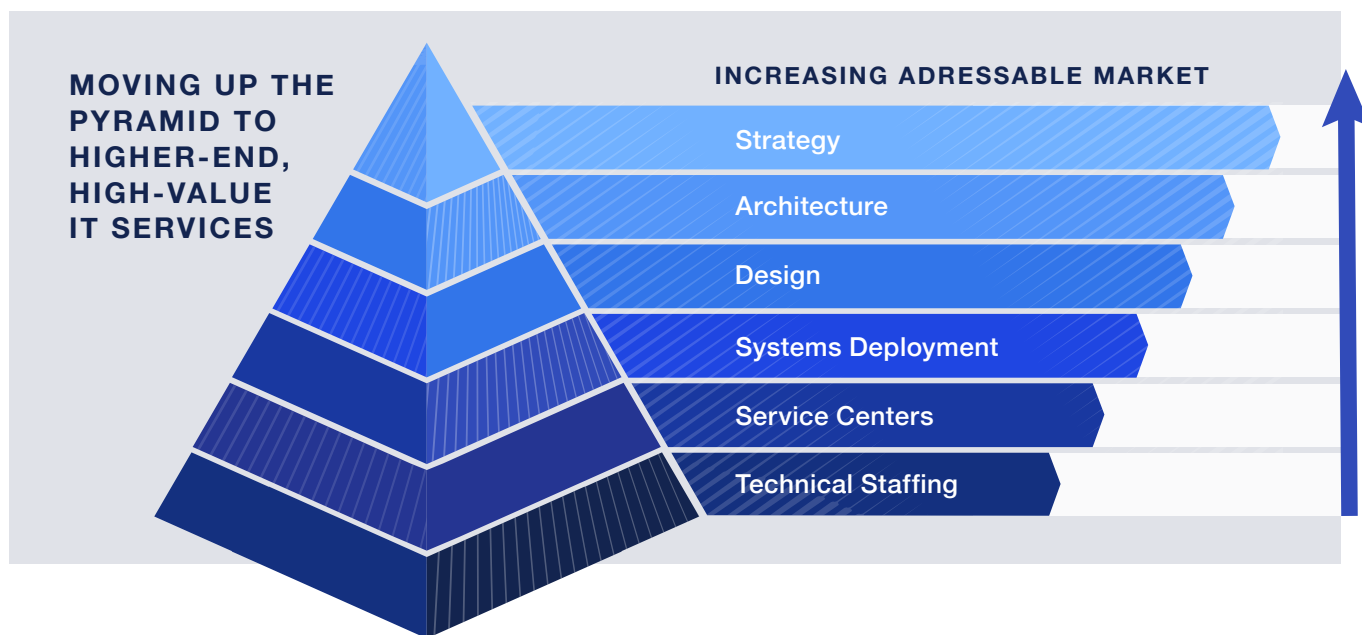 MOVING UP THE
PYRAMID TO
HIGHER-END,
HIGH-VALUE
IT SERVICES
INCREASING ADRESSABLE MARKET
Strategy
Architecture
Design
Systems Deployment
Service Centers
Technical Staffing